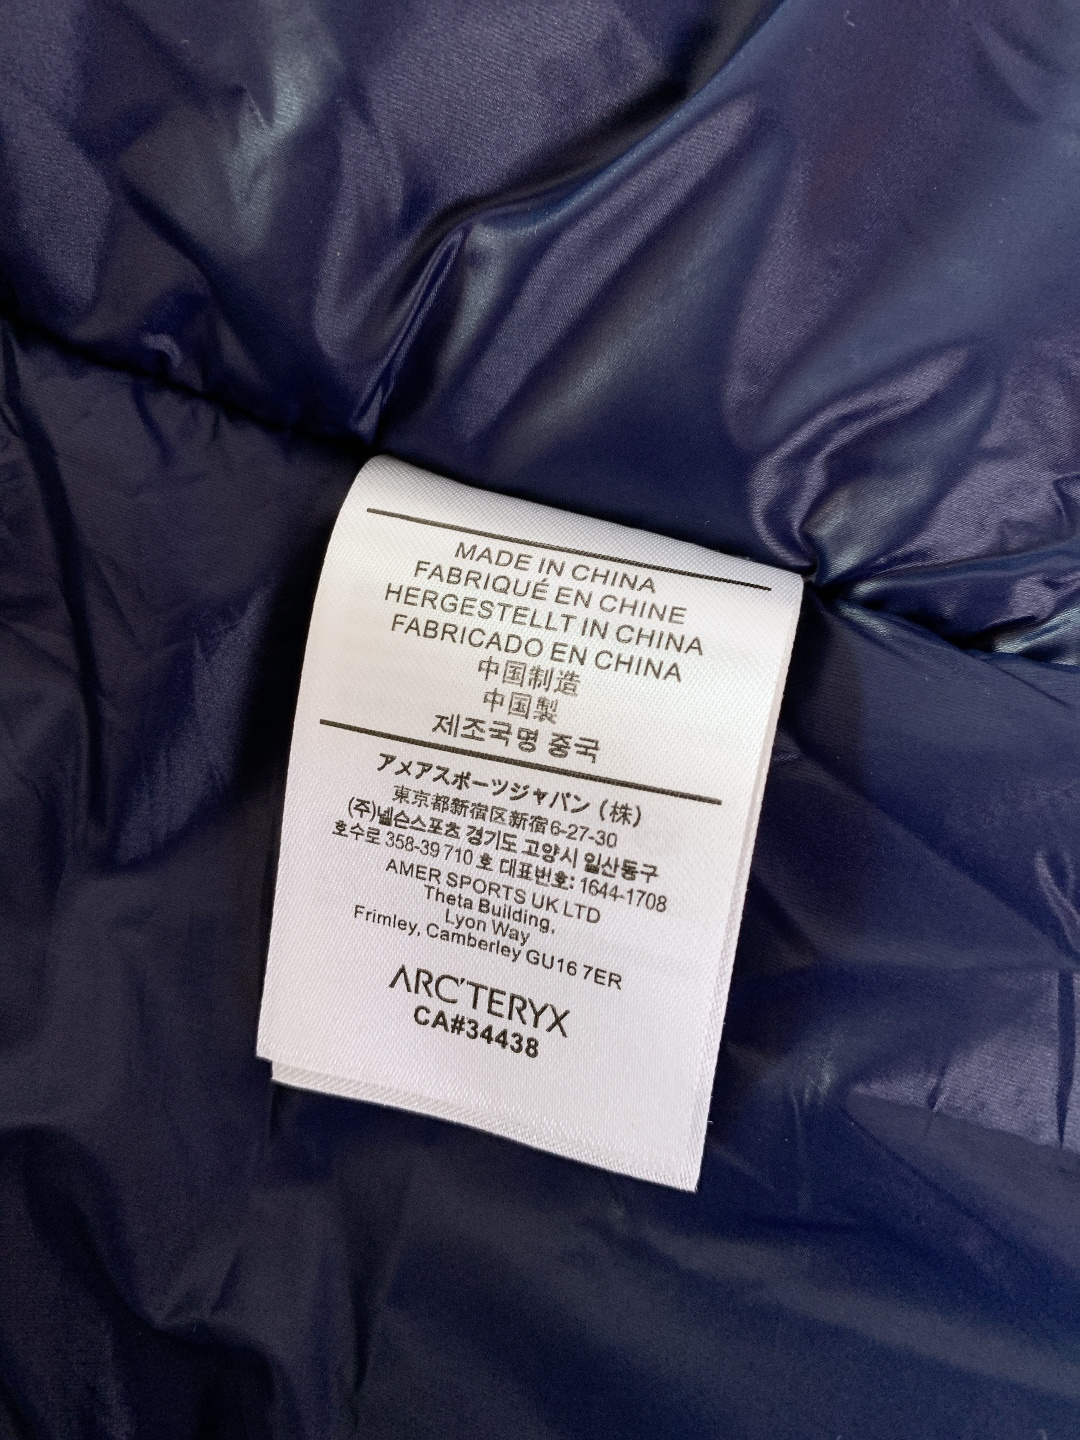 MADE IN CHINA
FABRIQUÉ EN CHINE
HERGESTELLT IN CHINA
FABRICADO EN CHINA
中国制造
中国製
제조국명 중국
アメアスポーツジャパン (株)
東京都新宿区新宿6-27-30
(주)넬슨스포츠 경기도 고양시 일산동구
호수로 358-39 710 호 대표번호: 1644-1708
AMER SPORTS UK LTD
Theta Building,
Lyon Way
Frimley, Camberley GU16 7ER
ARC'TERYX
CA#34438